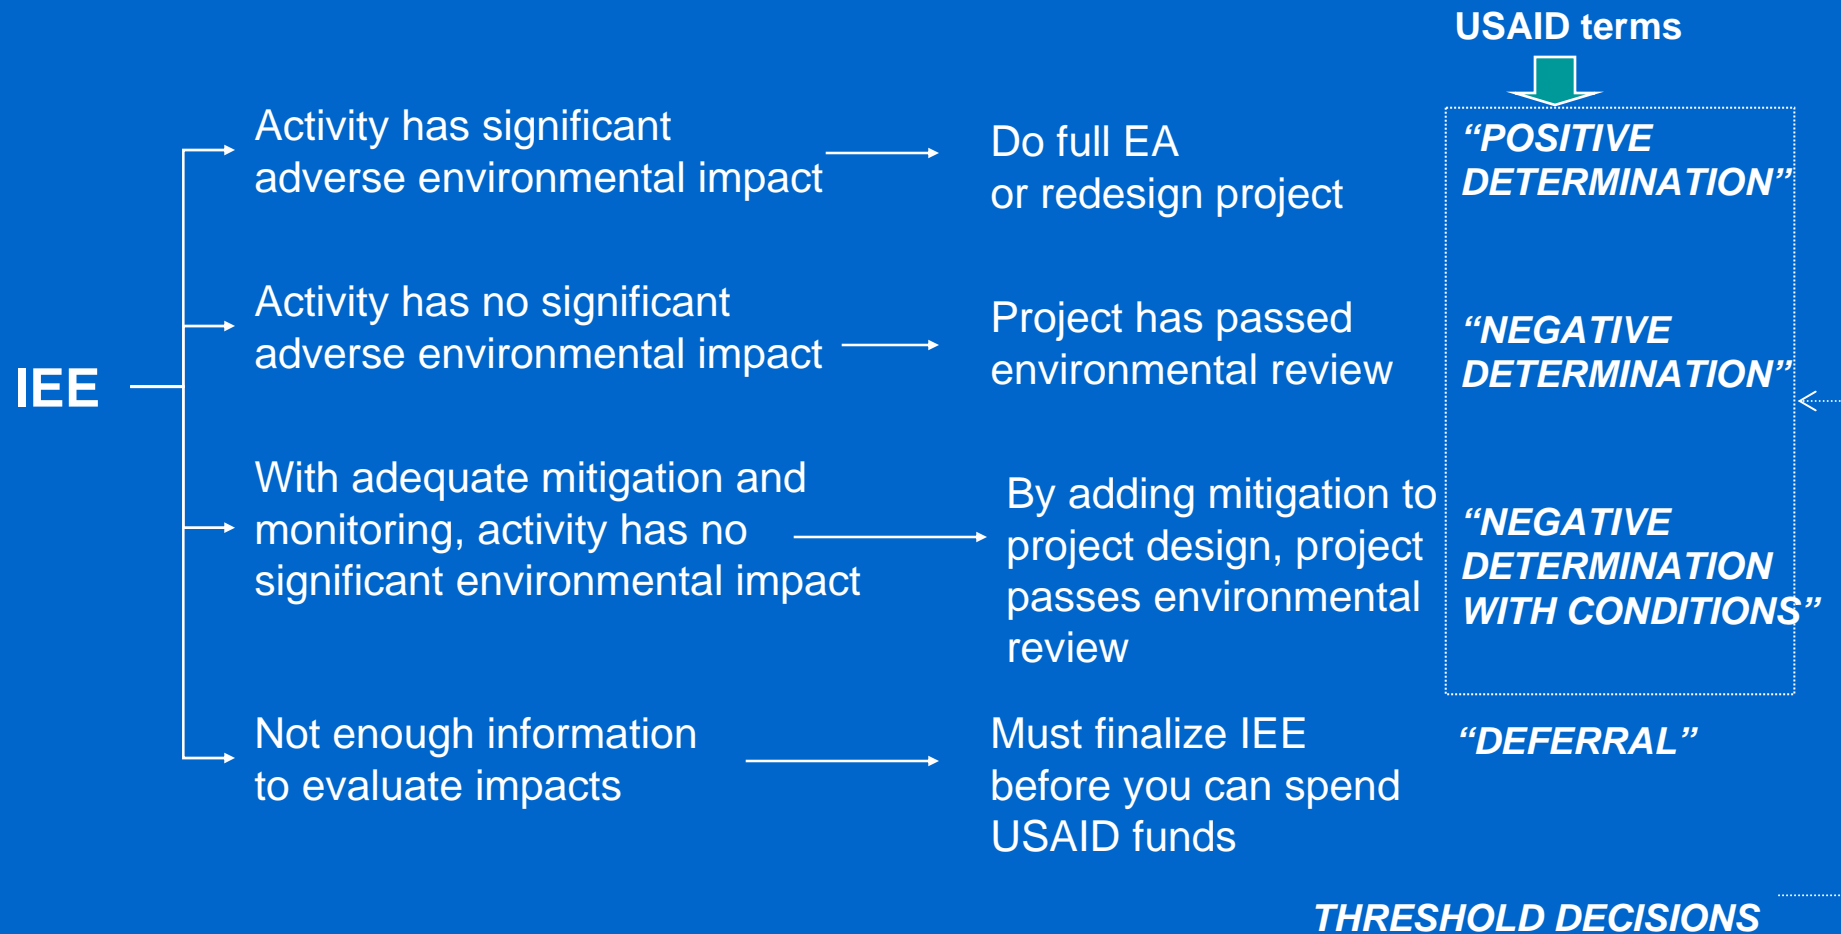 USAID terms
Activity has significant
adverse environmental impact
Do full EA
or redesign project
“POSITIVE
DETERMINATION”
Activity has no significant
adverse environmental impact
Project has passed
environmental review
“NEGATIVE
DETERMINATION”
IEE
With adequate mitigation and
monitoring, activity has no
significant environmental impact
By adding mitigation to
project design, project
passes environmental
review
“NEGATIVE
DETERMINATION
WITH CONDITIONS”
Not enough information
to evaluate impacts
Must finalize IEE
before you can spend
USAID funds
“DEFERRAL”
THRESHOLD DECISIONS